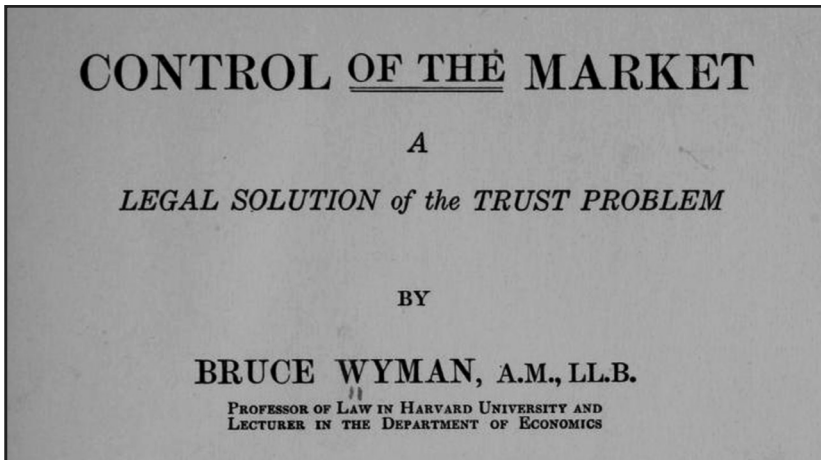 CONTROL OF THE MARKET
A
LEGAL SOLUTION of the TRUST PROBLEM
BY
BRUCE WYMAN, A.M., LL.B.
PROFESSOR OF LAW IN HARVARD UNIVERSITY AND
LECTURER IN THE DEPARTMENT OF ECONOMICS